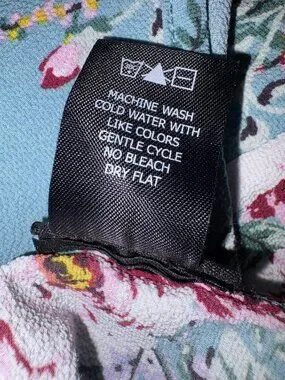 MACHINE WASH
COLD WATER WITH
LIKE COLORS
GENTLE CYCLE
NO BLEACH
DRY FLAT